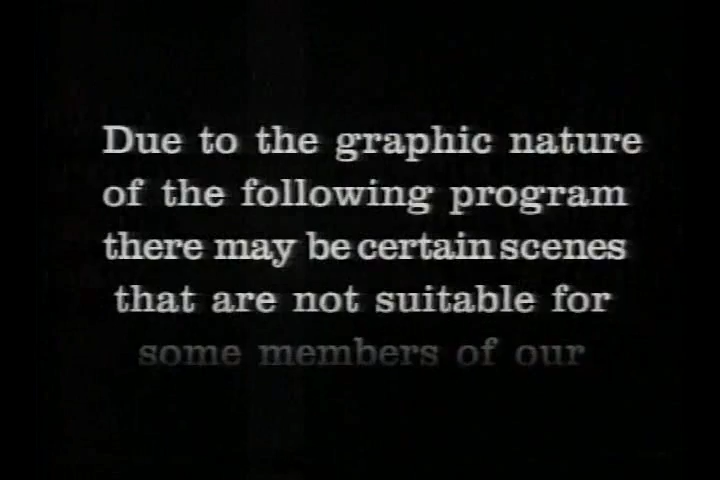 Due to the graphic nature
of the following program
there may be certain scenes
that are not suitable for
some members of our